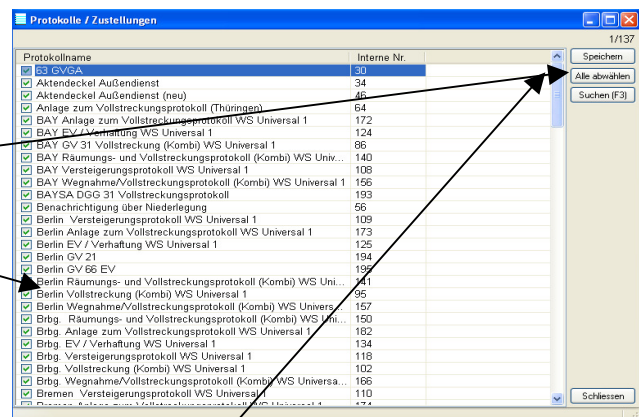 Protokolle / Zustellungen
1/137
Protokollname Interne Nr.
63 GVGA 30
Aktendeckel Außendienst 34
Aktendeckel Außendienst (neu) 46
Anlage zum Vollstreckungsprotokoll (Thüringen) 64
BAY Anlage zum Vollstreckungsprotokoll WS Universal 1 172
BAY EV / Verhaftung WS Universal 1 124
BAY GV 31 Vollstreckung (Kombi) WS Universal 1 86
BAY Räumungs- und Vollstreckungsprotokoll (Kombi) WS Univ... 140
BAY Versteigerungsprotokoll WS Universal 1 108
BAY Wegnahme/Vollstreckungsprotokoll (Kombi) WS Universal 1 156
BAYSA DGG 31 Vollstreckungsprotokoll 193
Benachrichtigung über Niederlegung 56
Berlin Versteigerungsprotokoll WS Universal 1 109
Berlin Anlage zum Vollstreckungsprotokoll WS Universal 1 173
Berlin EV / Verhaftung WS Universal 1 125
Berlin GV 21 194
Berlin GV 66 EV 195
Berlin Räumungs- und Vollstreckungsprotokoll (Kombi) WS Uni... 141
Berlin Vollstreckung (Kombi) WS Universal 1 95
Berlin Wegnahme/Vollstreckungsprotokoll (Kombi) WS Univers... 157
Brbg. Räumungs- und Vollstreckungsprotokoll (Kombi) WS Uni... 150
Brbg. Anlage zum Vollstreckungsprotokoll WS Universal 1 182
Brbg. EV / Verhaftung WS Universal 1 134
Brbg. Versteigerungsprotokoll WS Universal 1 118
Brbg. Vollstreckung (Kombi) WS Universal 1 102
Brbg. Wegnahme/Vollstreckungsprotokoll (Kombi) WS Universa... 166
Bremen Versteigerungsprotokoll WS Universal 1 110
Bremen Anlage zum Vollstreckungsprotokoll WS Universal 1 174
Speichern
Alle abwählen
Suchen (F3)
Schliessen